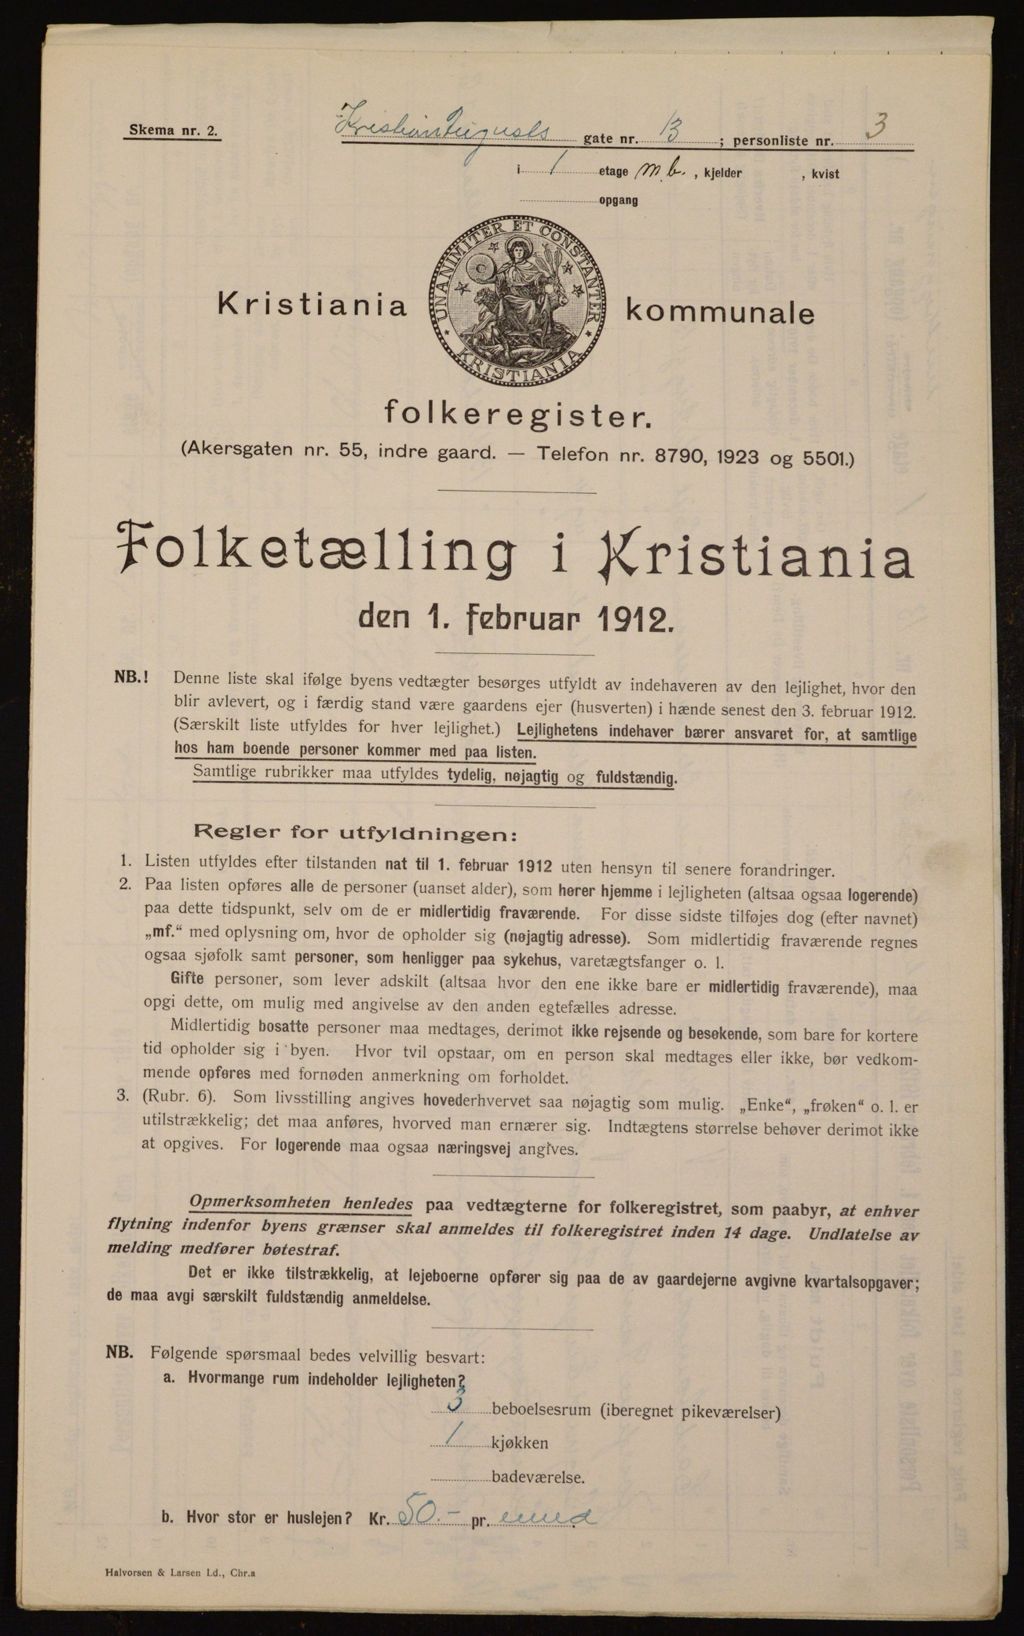 Skema nr. 2.
Kristian Augusts gate nr. 13 ; personliste nr. 3
i 1 etage m.b. , kjelder , kvist
opgang
UNANIMITER ET CONSTANTER
KRISTIANIA
Kristiania kommunale
folkeregister.
(Akersgaten nr. 55, indre gaard. — Telefon nr. 8790, 1923 og 5501.)
Folketælling i Kristiania
den 1. februar 1912.
NB.! Denne liste skal ifølge byens vedtægter besørges utfyldt av indehaveren av den lejlighet, hvor den
blir avlevert, og i færdig stand være gaardens ejer (husverten) i hænde senest den 3. februar 1912.
(Særskilt liste utfyldes for hver lejlighet.) Lejlighetens indehaver bærer ansvaret for, at samtlige
hos ham boende personer kommer med paa listen.
Samtlige rubrikker maa utfyldes tydelig, nøjagtig og fuldstændig.
Regler for utfyldningen:
1. Listen utfyldes efter tilstanden nat til 1. februar 1912 uten hensyn til senere forandringer.
2. Paa listen opføres alle de personer (uanset alder), som hører hjemme i lejligheten (altsaa ogsaa logerende)
paa dette tidspunkt, selv om de er midlertidig fraværende. For disse sidste tilføjes dog (efter navnet)
„mf.“ med oplysning om, hvor de opholder sig (nøjagtig adresse). Som midlertidig fraværende regnes
ogsaa sjøfolk samt personer, som henligger paa sykehus, varetægtsfanger o. l.
Gifte personer, som lever adskilt (altsaa hvor den ene ikke bare er midlertidig fraværende), maa
opgi dette, om mulig med angivelse av den anden egtefælles adresse.
Midlertidig bosatte personer maa medtages, derimot ikke rejsende og besøkende, som bare for kortere
tid opholder sig i byen. Hvor tvil opstaar, om en person skal medtages eller ikke, bør vedkom-
mende opføres med fornøden anmerkning om forholdet.
3. (Rubr. 6). Som livsstilling angives hovederhvervet saa nøjagtig som mulig. „Enke“, „frøken“ o. l. er
utilstrækkelig; det maa anføres, hvorved man ernærer sig. Indtægtens størrelse behøver derimot ikke
at opgives. For logerende maa ogsaa næringsvej angives.
Opmerksomheten henledes paa vedtægterne for folkeregistret, som paabyr, at enhver
flytning indenfor byens grænser skal anmeldes til folkeregistret inden 14 dage. Undlatelse av
melding medfører bøtestraf.
Det er ikke tilstrækkelig, at lejeboerne opfører sig paa de av gaardejerne avgivne kvartalsopgaver;
de maa avgi særskilt fuldstændig anmeldelse.
NB. Følgende spørsmaal bedes velvillig besvart:
a. Hvormange rum indeholder lejligheten?
3 beboelsesrum (iberegnet pikeværelser)
1 kjøkken
badeværelse.
b. Hvor stor er huslejen? Kr. 50.- pr.
Halvorsen & Larsen Ld., Chr.a